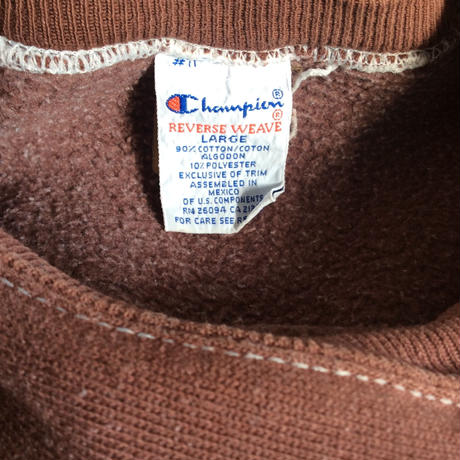 Champion®
REVERSE WEAVE®
LARGE
90% COTTON/COTON
ALGODON
10% POLYESTER
EXCLUSIVE OF TRIM
ASSEMBLED IN
MEXICO
OF U.S. COMPONENTS
RN 26094 CA
FOR CARE SEE